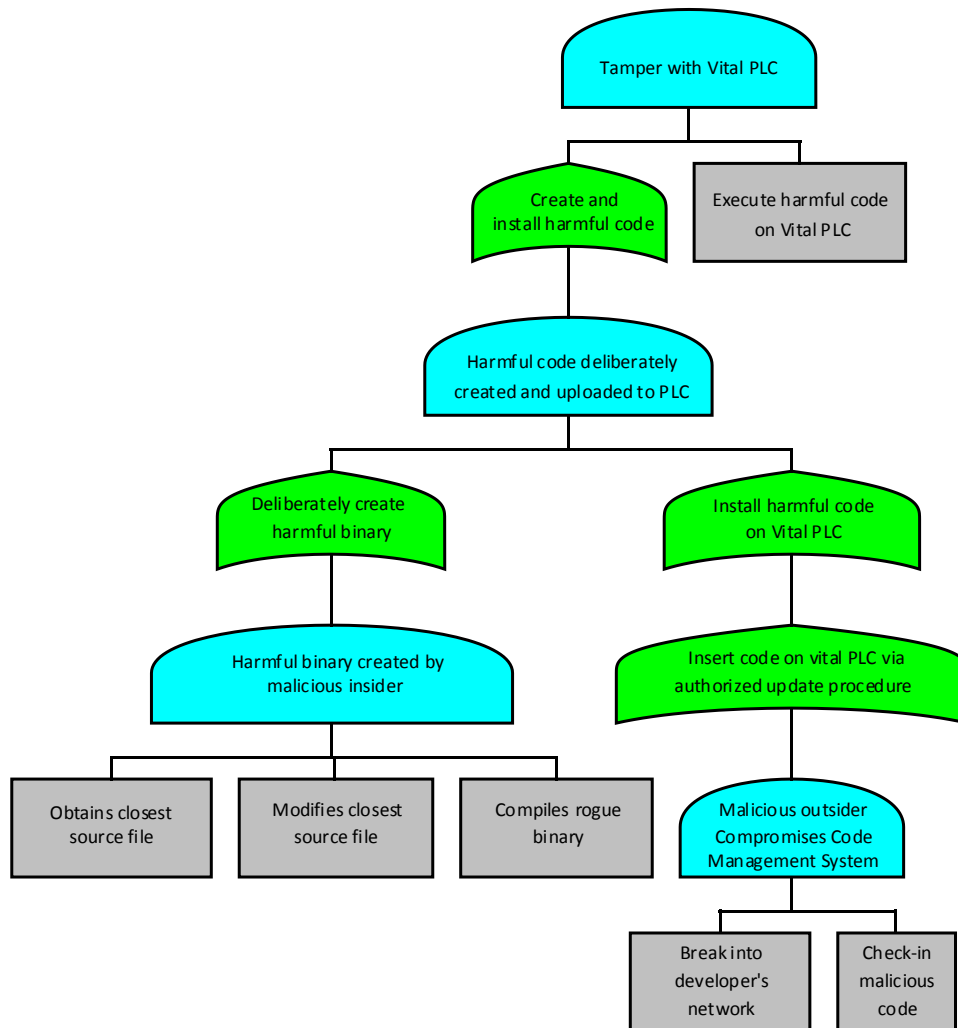 Tamper with Vital PLC
Create and
install harmful code
Execute harmful code
on Vital PLC
Harmful code deliberately
created and uploaded to PLC
Deliberately create
harmful binary
Install harmful code
on Vital PLC
Harmful binary created by
malicious insider
Insert code on vital PLC via
authorized update procedure
Obtains closest
source file
Modifies closest
source file
Compiles rogue
binary
Malicious outsider
Compromises Code
Management System
Break into
developer's
network
Check-in
malicious
code